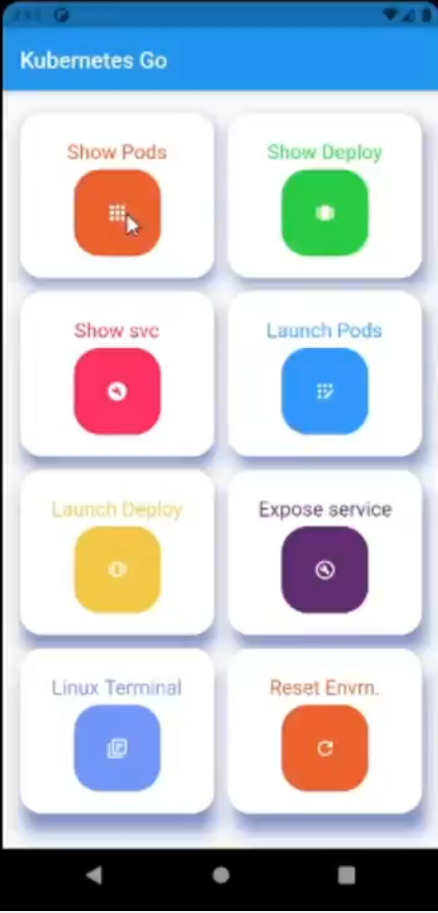 Kubernetes Go
Show Pods
Show Deploy
Show svc
Launch Pods
Launch Deploy
Expose service
Linux Terminal
Reset Envrn.